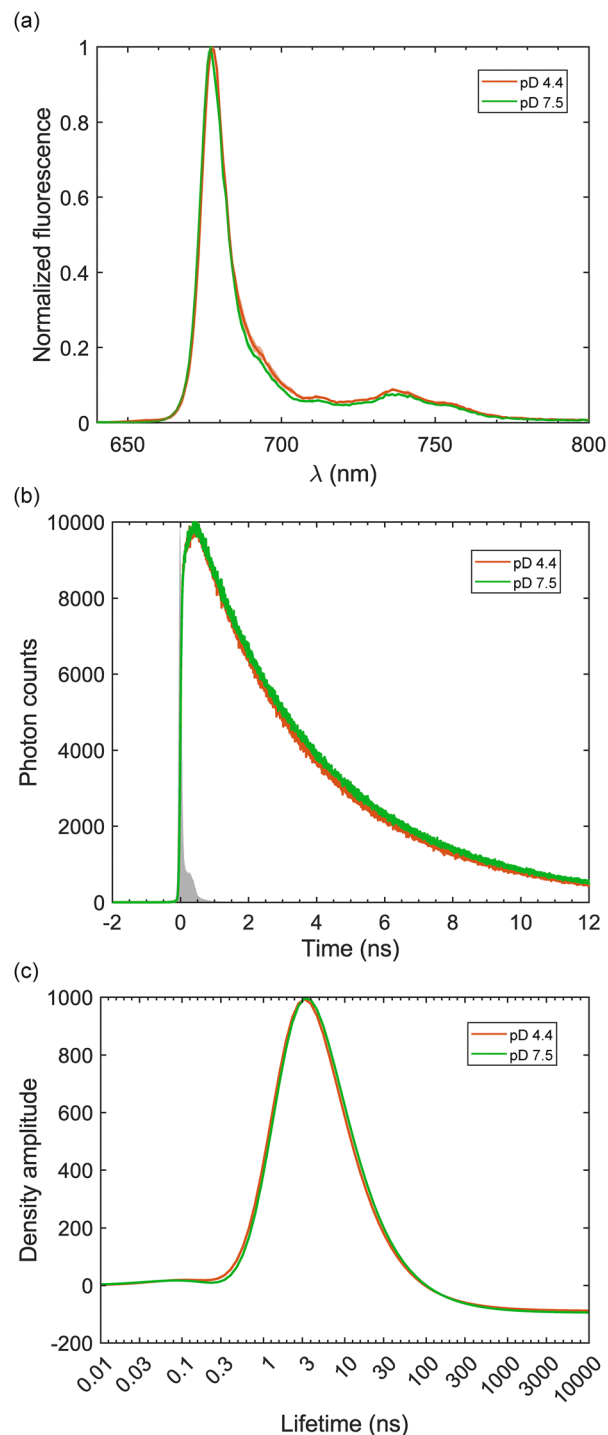 (a)
Normalized fluorescence
1
0.8
0.6
0.4
0.2
0
pD 4.4
pD 7.5
650
700
750
800
λ (nm)
(b)
Photon counts
10000
8000
6000
4000
2000
0
pD 4.4
pD 7.5
-2
0
2
4
6
8
10
12
Time (ns)
(c)
Density amplitude
1000
800
600
400
200
0
-200
pD 4.4
pD 7.5
0.01
0.03
0.1
0.3
1
3
10
30
100
300
1000
3000
10000
Lifetime (ns)